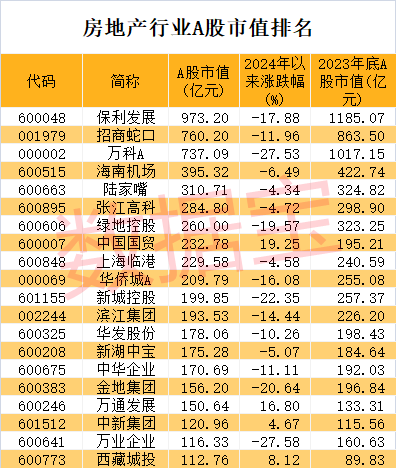 房地产行业A股市值排名
代码 简称 A股市值(亿元) 2024年以来涨跌幅(%) 2023年底A股市值(亿元)
600048 保利发展 973.20 -17.88 1185.07
001979 招商蛇口 760.20 -11.96 863.50
000002 万科A 737.09 -27.53 1017.15
600515 海南机场 395.32 -6.49 422.74
600663 陆家嘴 310.71 -4.34 324.82
600895 张江高科 284.80 -4.72 298.90
600606 绿地控股 260.00 -19.57 323.25
600007 中国国贸 232.78 19.25 195.21
600848 上海临港 229.58 -4.58 240.59
000069 华侨城A 209.79 -16.08 255.08
601155 新城控股 199.85 -22.35 257.37
002244 滨江集团 193.53 -14.44 226.20
600325 华发股份 178.06 -10.26 198.43
600208 新湖中宝 175.28 -5.07 184.64
600675 中华企业 170.69 -11.11 192.03
600383 金地集团 156.20 -20.64 196.84
600246 万通发展 150.64 16.80 133.31
601512 中新集团 120.96 4.67 115.56
600641 万业企业 116.33 -27.58 160.63
600773 西藏城投 112.76 8.12 89.83
数据宝